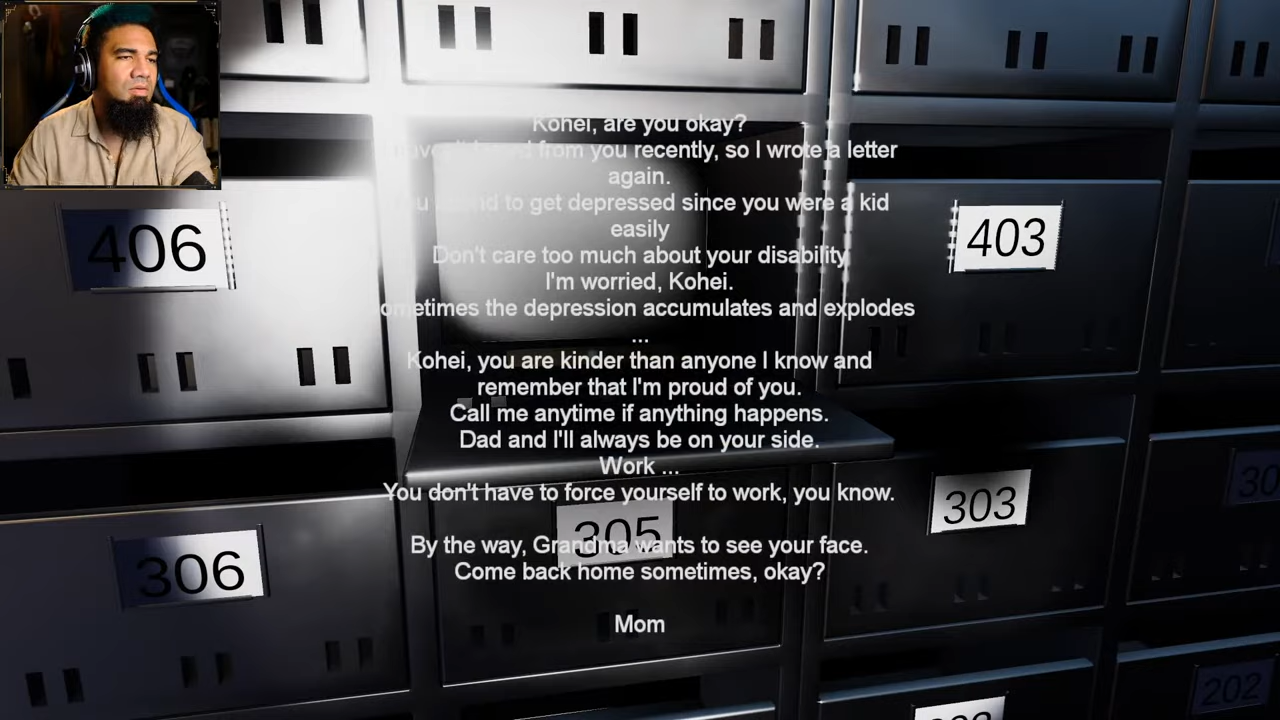 Kohei, are you okay?
from you recently, so I wrote a letter
again.
to get depressed since you were a kid
easily
Don't care too much about your disability
I'm worried, Kohei.
ometimes the depression accumulates and explodes
...
Kohei, you are kinder than anyone I know and
remember that I'm proud of you.
Call me anytime if anything happens.
Dad and I'll always be on your side.
Work ...
You don't have to force yourself to work, you know.
By the way, Grandma wants to see your face.
Come back home sometimes, okay?
Mom
406
403
306
305
303
202